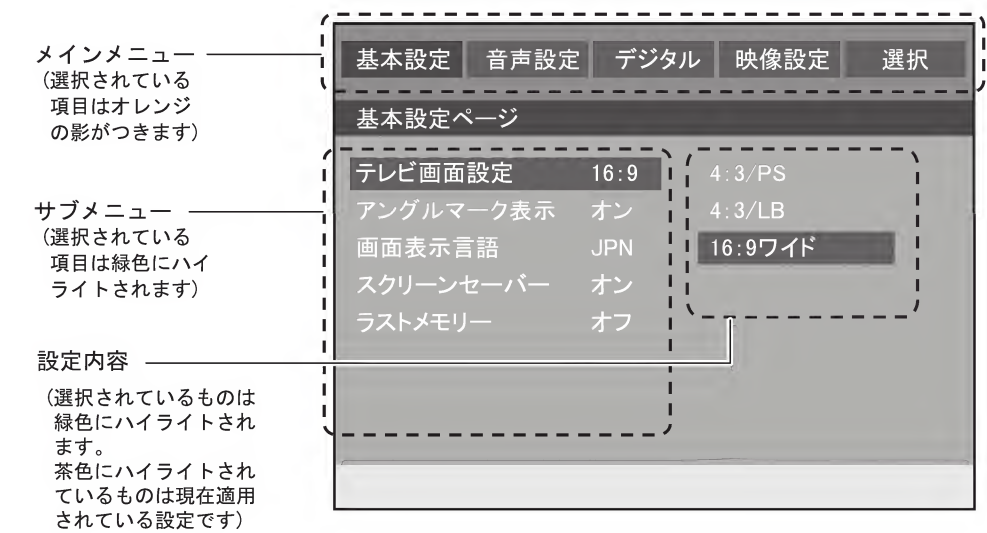 メインメニュー
(選択されている
項目はオレンジ
の影がつきます)
サブメニュー
(選択されている
項目は緑色にハイ
ライトされます)
設定内容
(選択されているものは
緑色にハイライトされ
ます。
茶色にハイライトされ
ているものは現在適用
されている設定です)
基本設定 音声設定 デジタル 映像設定 選択
基本設定ページ
テレビ画面設定 16:9
アングルマーク表示 オン
画面表示言語 JPN
スクリーンセーバー オン
ラストメモリー オフ
4:3/PS
4:3/LB
16:9ワイド